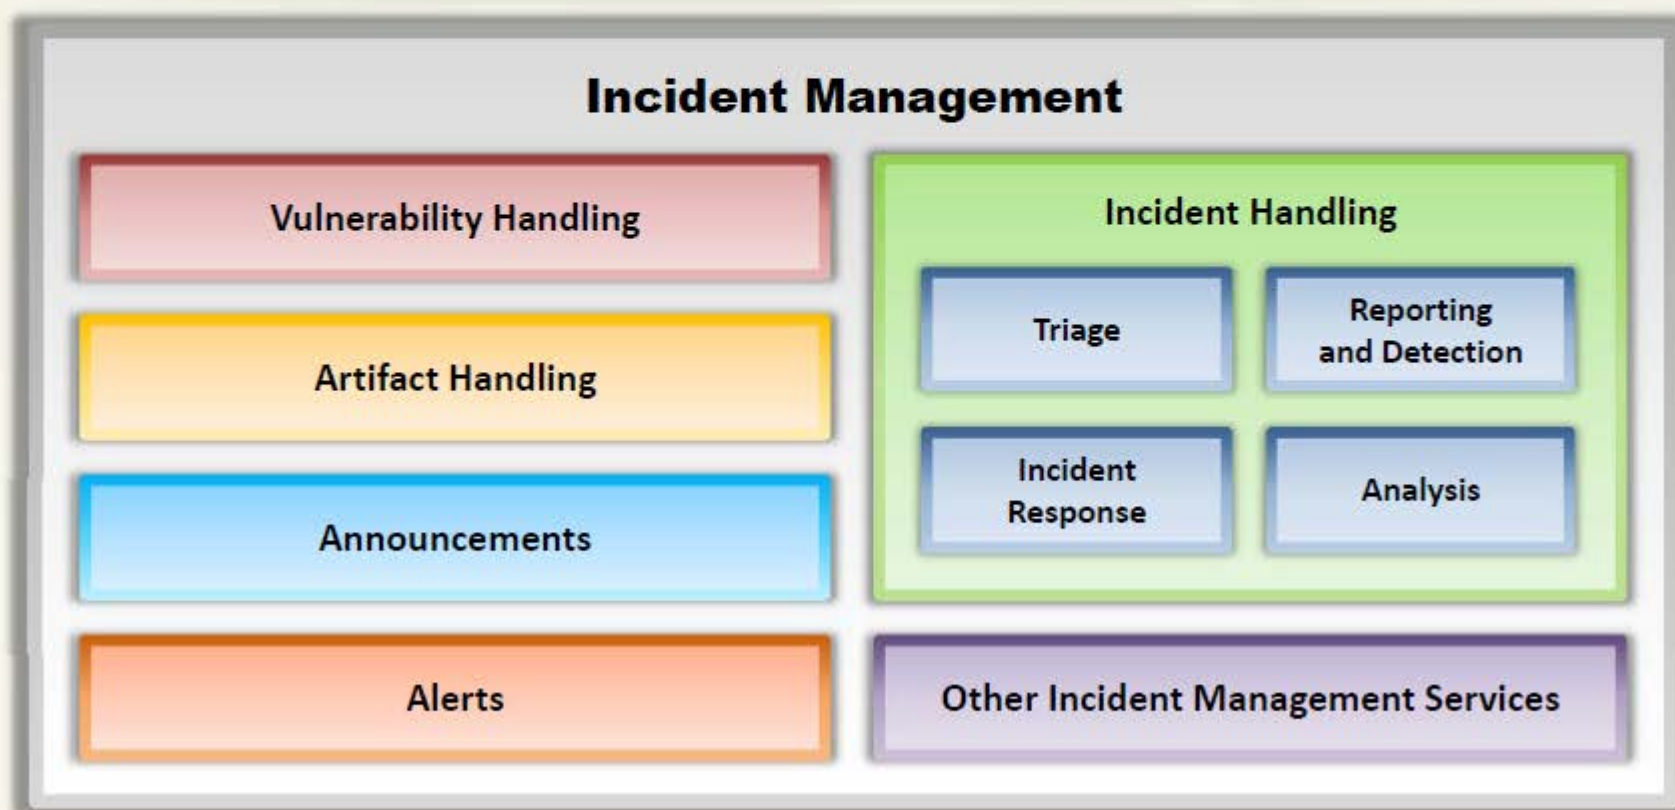 Incident Management
Vulnerability Handling
Artifact Handling
Announcements
Alerts
Incident Handling
Triage
Reporting
and Detection
Incident
Response
Analysis
Other Incident Management Services